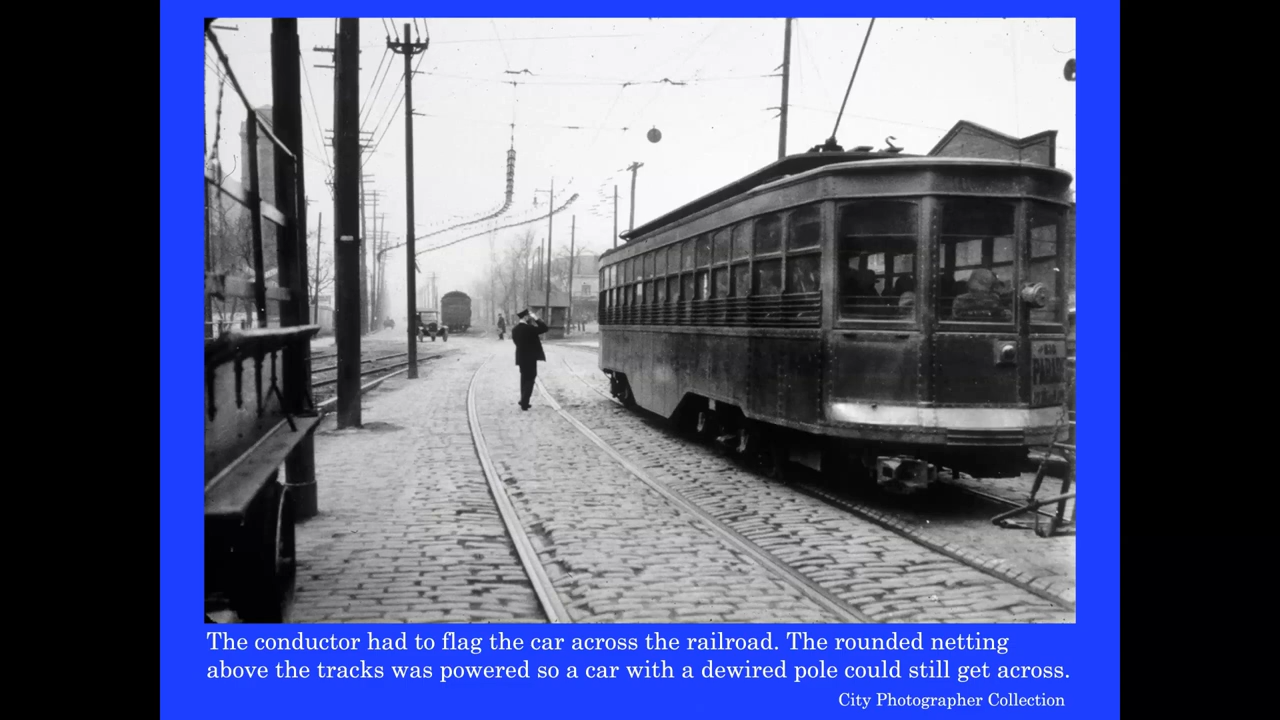 PARADE
The conductor had to flag the car across the railroad. The rounded netting
above the tracks was powered so a car with a dewired pole could still get across.
City Photographer Collection